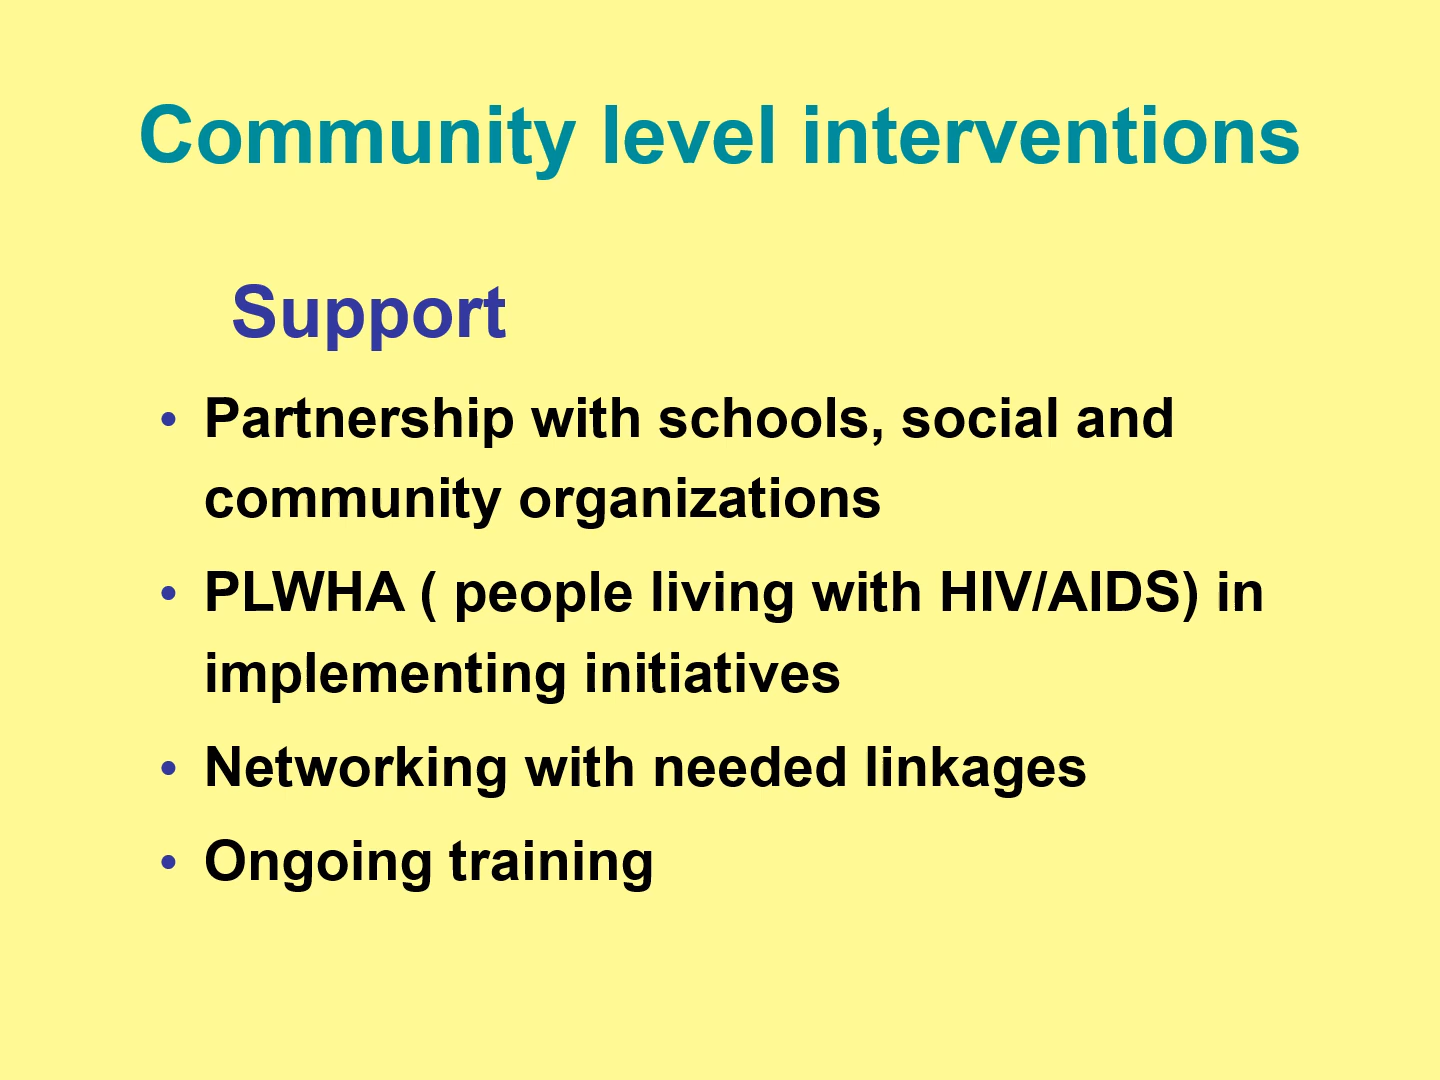 Community level interventions
Support
• Partnership with schools, social and
community organizations
• PLWHA ( people living with HIV/AIDS) in
implementing initiatives
• Networking with needed linkages
• Ongoing training